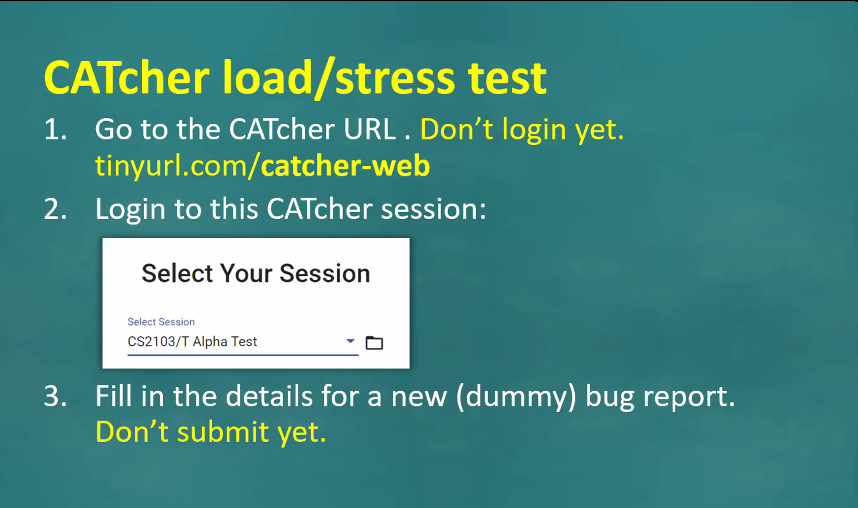 CATcher load/stress test
1. Go to the CATcher URL . Don't login yet.
tinyurl.com/catcher-web
2. Login to this CATcher session:
Select Your Session
Select Session
CS2103/T Alpha Test
3. Fill in the details for a new (dummy) bug report.
Don't submit yet.